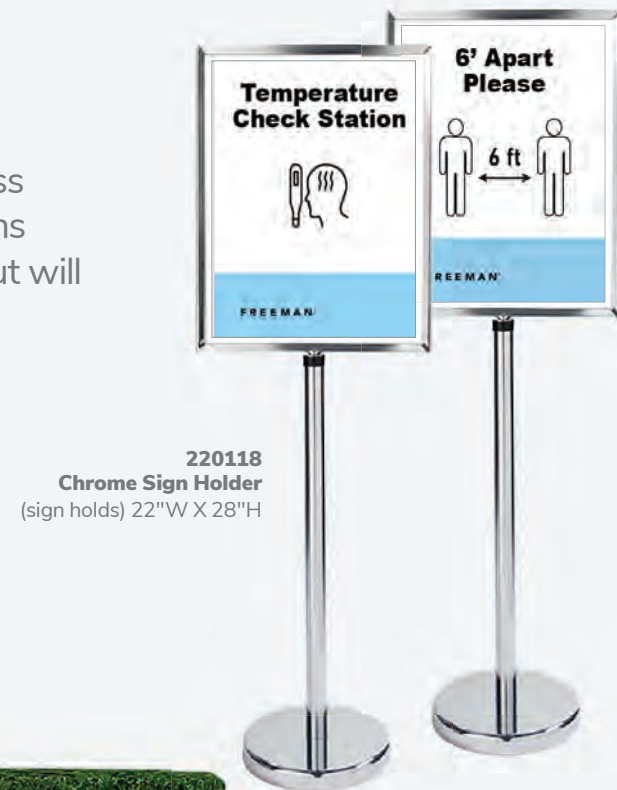 ss
ns
ut will
Temperature
Check Station
FREEMAN
6' Apart
Please
6 ft
REEMAN
220118
Chrome Sign Holder
(sign holds) 22"W X 28"H